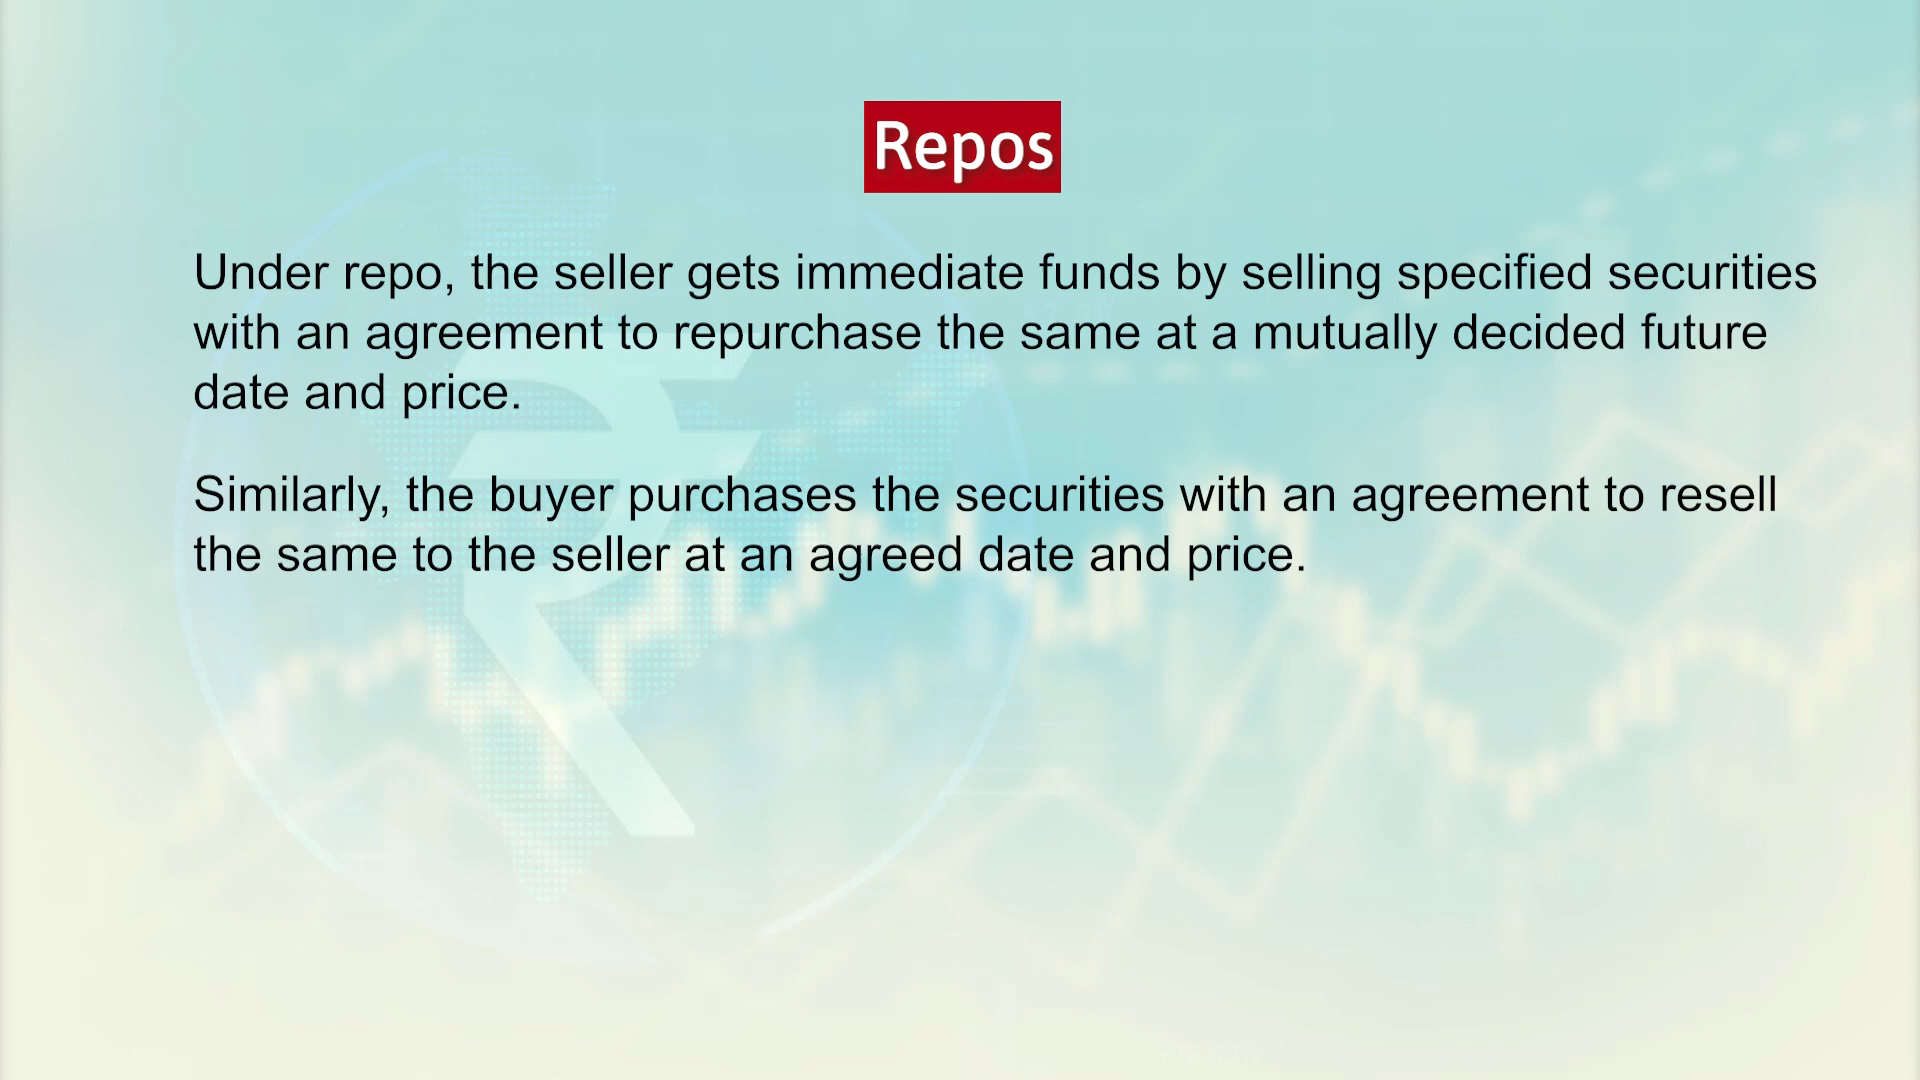 Repos
Under repo, the seller gets immediate funds by selling specified securities
with an agreement to repurchase the same at a mutually decided future
date and price.
Similarly, the buyer purchases the securities with an agreement to resell
the same to the seller at an agreed date and price.